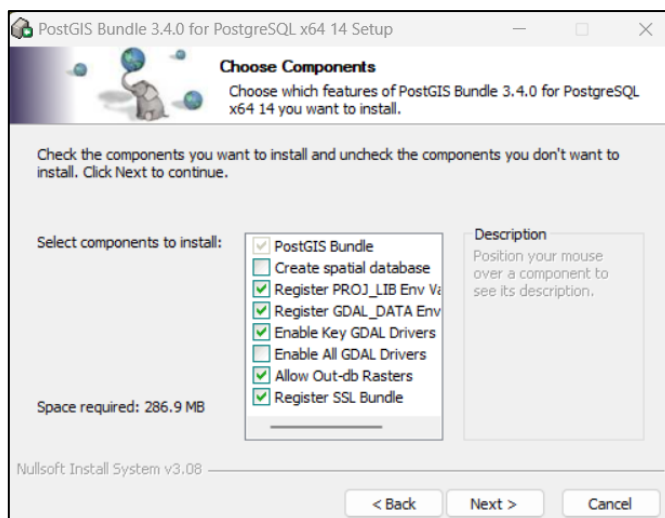 PostGIS Bundle 3.4.0 for PostgreSQL x64 14 Setup
Choose Components
Choose which features of PostGIS Bundle 3.4.0 for PostgreSQL
x64 14 you want to install.
Check the components you want to install and uncheck the components you don't want to
install. Click Next to continue.
Select components to install:
PostGIS Bundle
Create spatial database
Register PROJ_LIB Env Va
Register GDAL_DATA Env
Enable Key GDAL Drivers
Enable All GDAL Drivers
Allow Out-db Rasters
Register SSL Bundle
Description
Position your mouse
over a component to
see its description.
Space required: 286.9 MB
Nullsoft Install System v3.08
< Back Next > Cancel